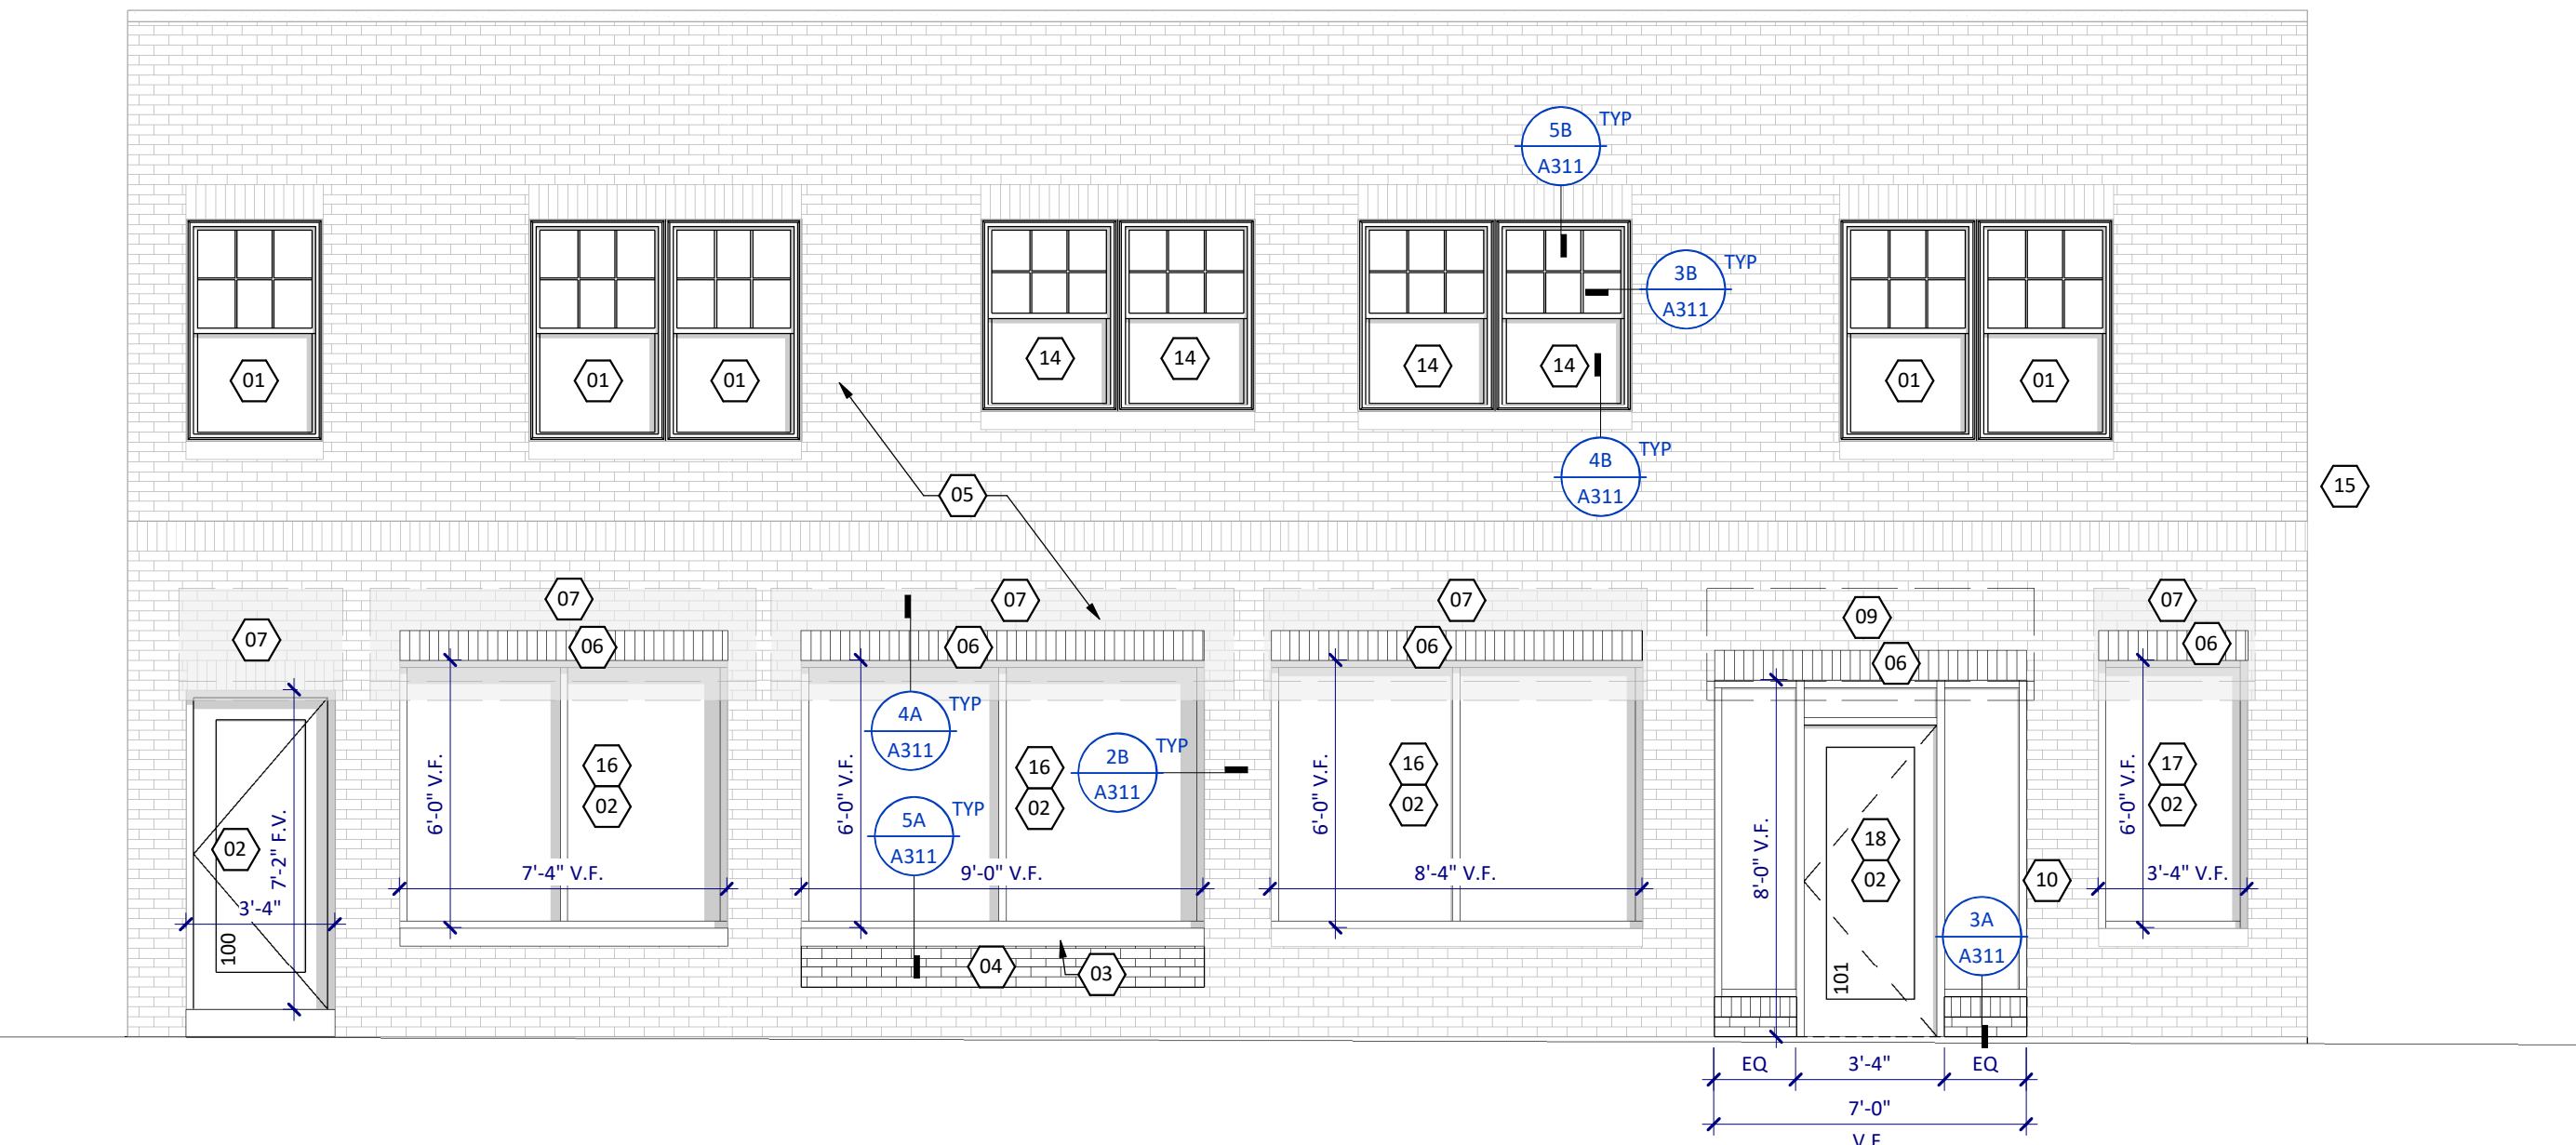 5B TYP
A311
3B TYP
A311
01
01 01
14 14
14 14
01 01
4B TYP
A311
05
15
07
07
07
07
09
07
06
06
06
06
06
4A TYP
A311
2B TYP
A311
5A TYP
A311
6'-0" V.F.
6'-0" V.F.
6'-0" V.F.
8'-0" V.F.
6'-0" V.F.
16
02
16
02
16
02
18
02
17
02
02
7'-2" F.V.
3'-4"
100
7'-4" V.F.
9'-0" V.F.
8'-4" V.F.
10
3'-4" V.F.
04
03
101
3A
A311
EQ 3'-4" EQ
7'-0"
V.F.